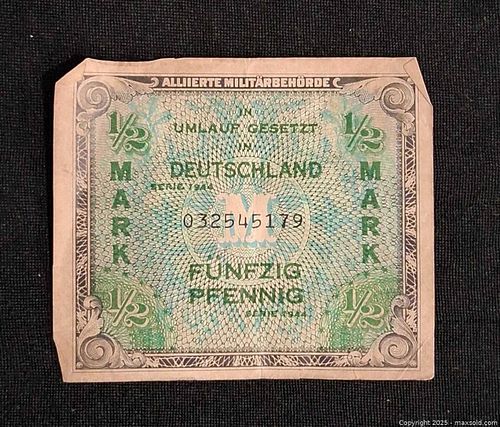 ALLIIERTE MILITÄRBEHÖRDE
1/2 1/2
IN
UMLAUF GESETZT
IN
DEUTSCHLAND
SERIE 1944
MARK MARK
032545179
M
FÜNFZIG
PFENNIG
SERIE 1944
1/2 1/2
Copyright 2025 - maxsold.com